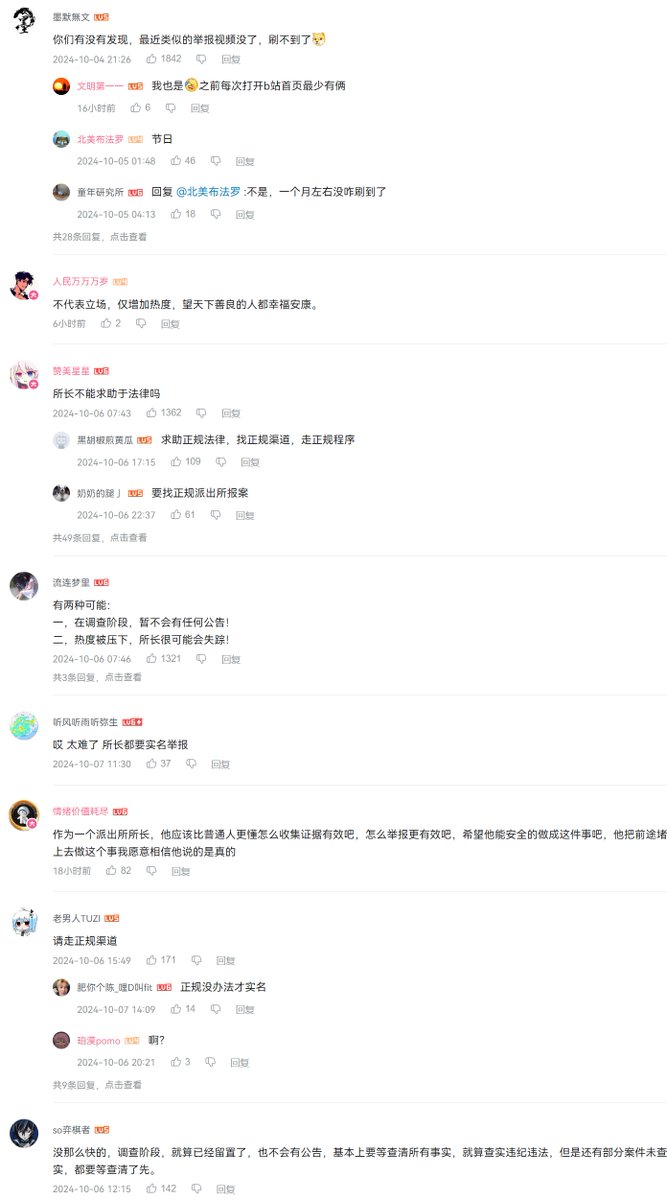 墨默無文 LV5
你们有没有发现，最近类似的举报视频没了，刷不到了
2024-10-04 21:26 1842 回复
文明第一一 LV5 我也是之前每次打开b站首页最少有俩
16小时前 6 回复
北美布法罗 节日
2024-10-05 01:48 46 回复
童年研究所 LV6 回复 @北美布法罗 :不是，一个月左右没咋刷到了
2024-10-05 04:13 18 回复
共28条回复，点击查看
人民万万万岁
不代表立场，仅增加热度，望天下善良的人都幸福安康。
6小时前 2 回复
赞美星星 LV6
所长不能求助于法律吗
2024-10-06 07:43 1362 回复
黑胡椒煎黄瓜 LV5 求助正规法律，找正规渠道，走正规程序
2024-10-06 17:15 109 回复
奶奶的腿亅 LV5 要找正规派出所报案
2024-10-06 22:37 61 回复
共49条回复，点击查看
流连梦里 LV6
有两种可能：
一，在调查阶段，暂不会有任何公告！
二，热度被压下，所长很可能会失踪！
2024-10-06 07:46 1321 回复
共3条回复，点击查看
听风听雨听弥生 LV6
哎 太难了 所长都要实名举报
2024-10-07 11:30 37 回复
情绪价值耗尽 LV6
作为一个派出所所长，他应该比普通人更懂怎么收集证据有效吧，怎么举报更有效吧，希望他能安全的做成这件事吧，他把前途堵
上去做这个事我愿意相信他说的是真的
18小时前 82 回复
老男人TUZI LV5
请走正规渠道
2024-10-06 15:49 171 回复
肥你个陈_嘿D叫fit LV6 正规没办法才实名
2024-10-07 14:09 14 回复
pomo 啊？
2024-10-06 20:21 3 回复
共9条回复，点击查看
so弈棋者 LV5
没那么快的，调查阶段，就算已经留置了，也不会有公告，基本上要等查清所有事实，就算查实违纪违法，但是还有部分案件未查
实，都要等查清了先。
2024-10-06 12:15 142 回复